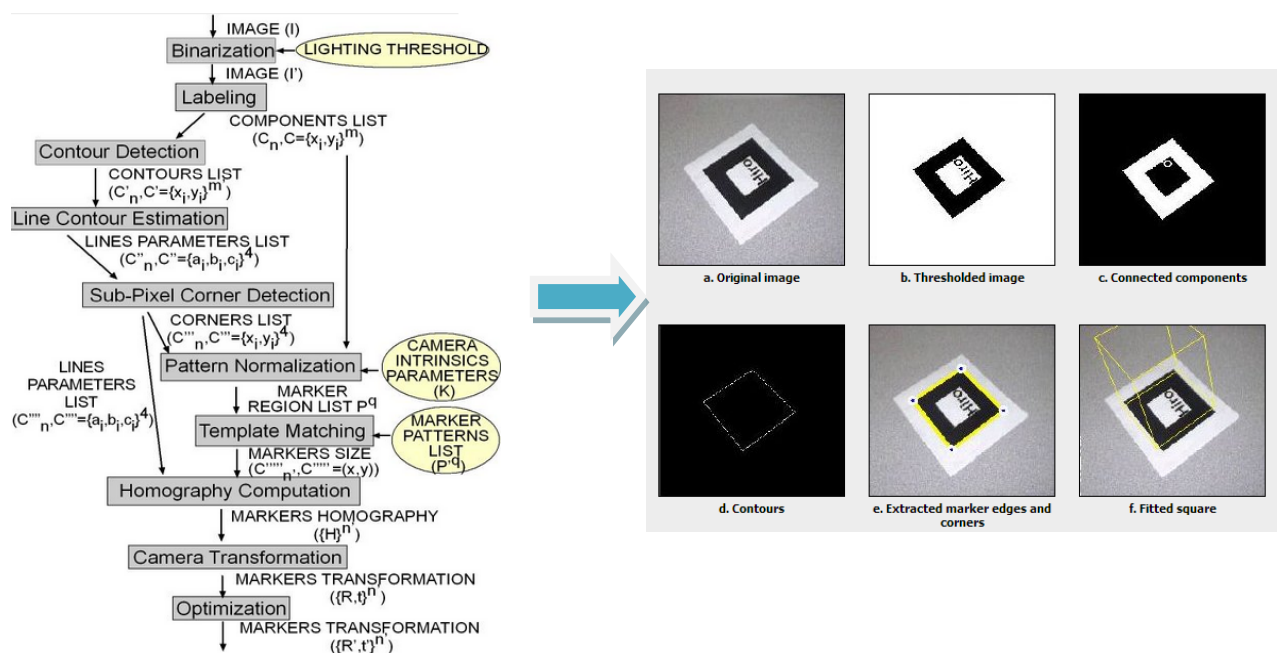 IMAGE (I)
Binarization
LIGHTING THRESHOLD
IMAGE (I')
Labeling
COMPONENTS LIST
(Cn,C={xi,yi}m)
Contour Detection
CONTOURS LIST
(C'n,C'={xi,yi}m')
Line Contour Estimation
LINES PARAMETERS LIST
(C''n,C''={ai,bi,ci}4)
Sub-Pixel Corner Detection
CORNERS LIST
(C'''n,C'''={xi,yi}4)
Pattern Normalization
CAMERA
INTRINSICS
PARAMETERS
(K)
LINES
PARAMETERS
LIST
(C''''n,C''''={ai,bi,ci}4)
MARKER
REGION LIST Pq
Template Matching
MARKER
PATTERNS
LIST
(P'q)
MARKERS SIZE
(C'''''n',C'''''=(x,y))
Homography Computation
MARKERS HOMOGRAPHY
({H}n')
Camera Transformation
MARKERS TRANSFORMATION
({R,t}n')
Optimization
MARKERS TRANSFORMATION
({R',t'}n')
Hiro
a. Original image
Hiro
b. Thresholded image
c. Connected components
d. Contours
Hiro
e. Extracted marker edges and
corners
Hiro
f. Fitted square